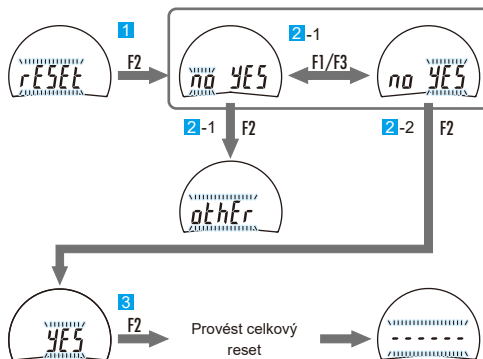 1
2-1
rESEt
F2
no YES
F1/F3
no YES
2-1 F2
2-2 F2
othEr
3
YES
F2
Provést celkový
reset
------